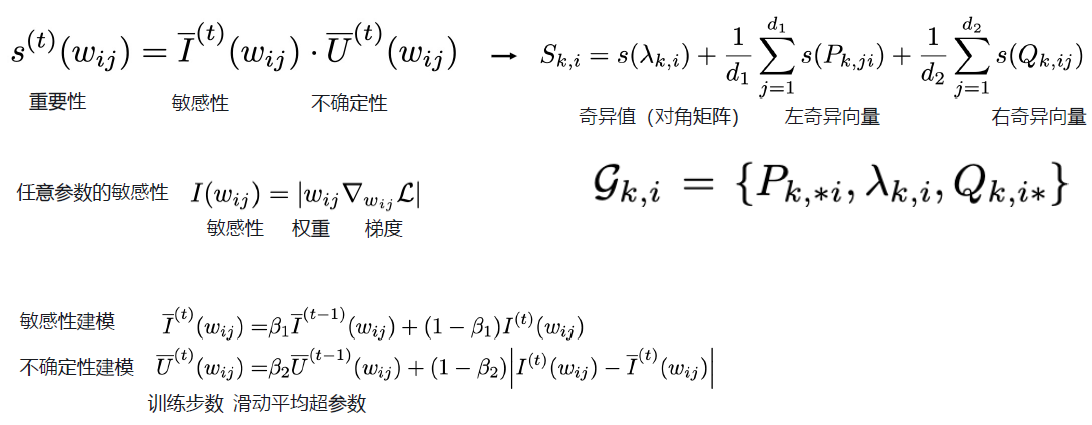 s^{(t)}(w_{ij}) = \overline{I}^{(t)}(w_{ij}) \cdot \overline{U}^{(t)}(w_{ij}) → S_{k,i} = s(\lambda_{k,i}) + \frac{1}{d_1}\sum_{j=1}^{d_1} s(P_{k,ji}) + \frac{1}{d_2}\sum_{j=1}^{d_2} s(Q_{k,ij})
重要性 敏感性 不确定性 奇异值（对角矩阵） 左奇异向量 右奇异向量
任意参数的敏感性 I(w_{ij}) = |w_{ij}\nabla_{w_{ij}}\mathcal{L}| \mathcal{G}_{k,i} = \{P_{k,*i}, \lambda_{k,i}, Q_{k,i*}\}
敏感性 权重 梯度
敏感性建模 \overline{I}^{(t)}(w_{ij}) = \beta_1\overline{I}^{(t-1)}(w_{ij}) + (1-\beta_1)I^{(t)}(w_{ij})
不确定性建模 \overline{U}^{(t)}(w_{ij}) = \beta_2\overline{U}^{(t-1)}(w_{ij}) + (1-\beta_2)|I^{(t)}(w_{ij}) - \overline{I}^{(t)}(w_{ij})|
训练步数 滑动平均超参数